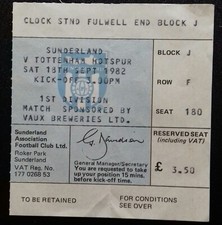 CLOCK STND FULWELL END BLOCK J
SUNDERLAND
V TOTTENHAM HOTSPUR
SAT 18TH SEPT 1982
KICK-OFF 3.00PM
1ST DIVISION
MATCH SPONSORED BY
VAUX BREWERIES LTD.
BLOCK J
ROW F
SEAT 180
Sunderland
Association
Football Club Ltd.
Roker Park
Sunderland
VAT Reg. No.
177 0268 53
General Manager/Secretary
You are requested to take
up your position 15 mins.
before kick-off time.
RESERVED SEAT
(including VAT)
£ 3.50
TO BE RETAINED
FOR CONDITIONS
SEE OVER